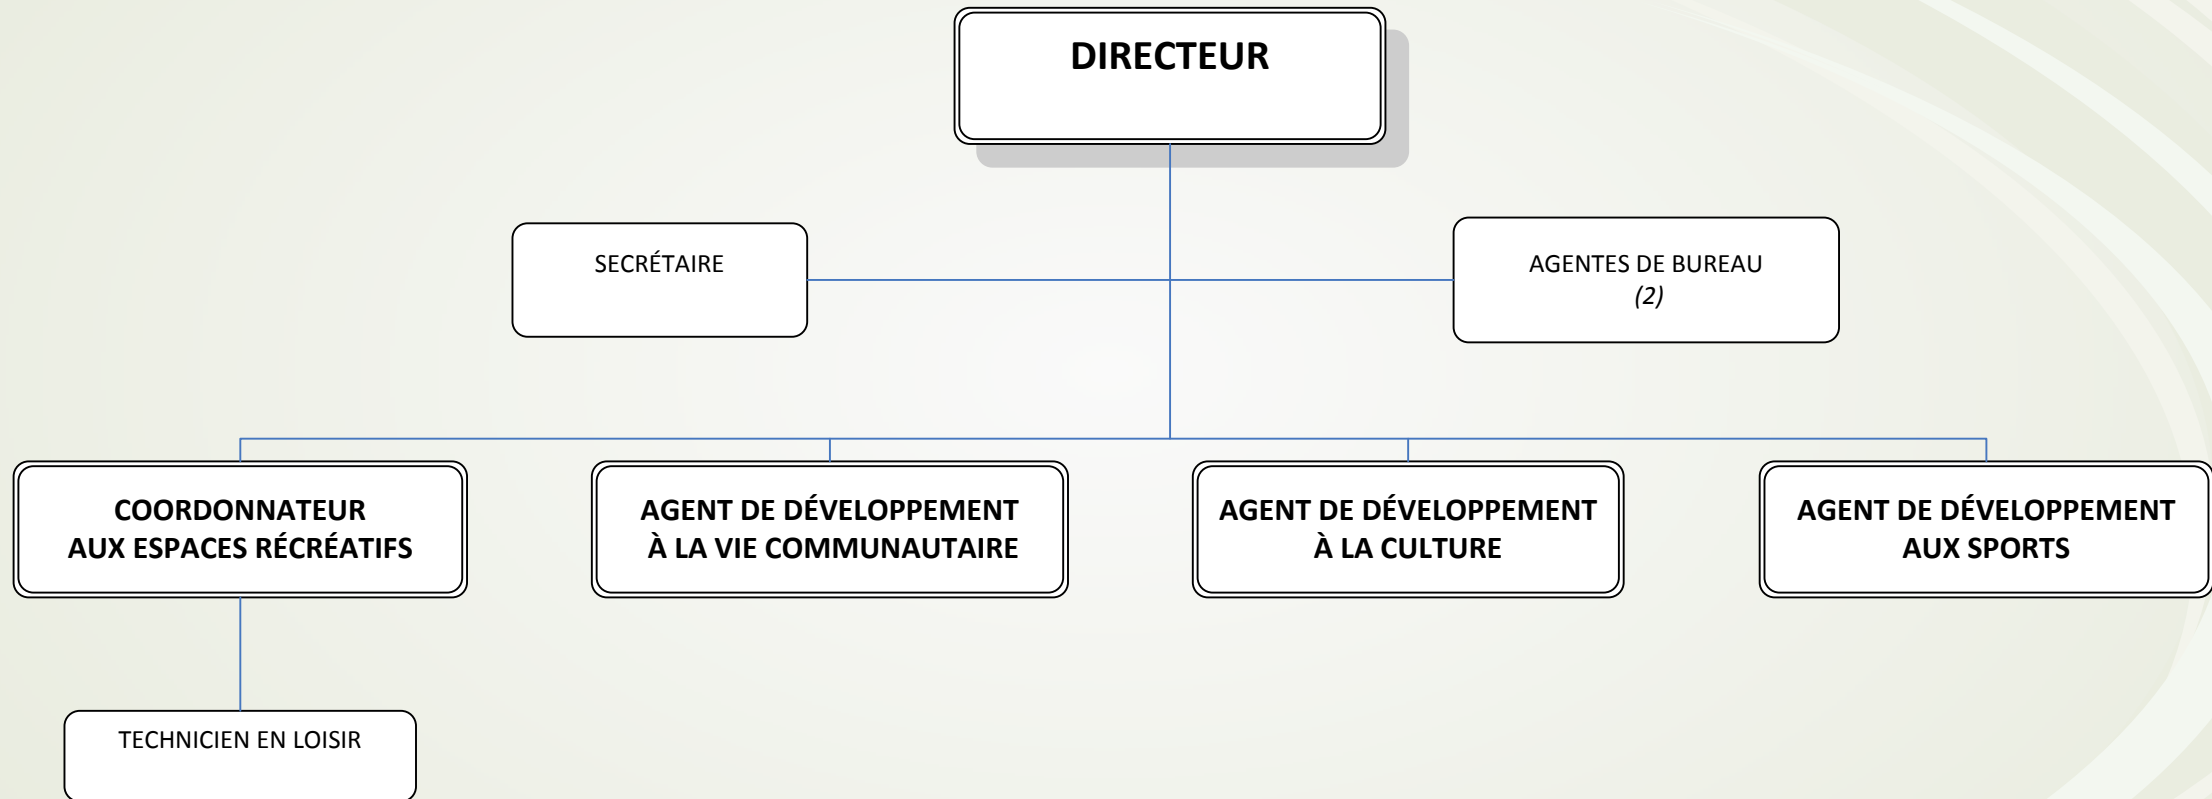 DIRECTEUR
SECRÉTAIRE
AGENTES DE BUREAU
(2)
COORDONNATEUR
AUX ESPACES RÉCRÉATIFS
AGENT DE DÉVELOPPEMENT
À LA VIE COMMUNAUTAIRE
AGENT DE DÉVELOPPEMENT
À LA CULTURE
AGENT DE DÉVELOPPEMENT
AUX SPORTS
TECHNICIEN EN LOISIR